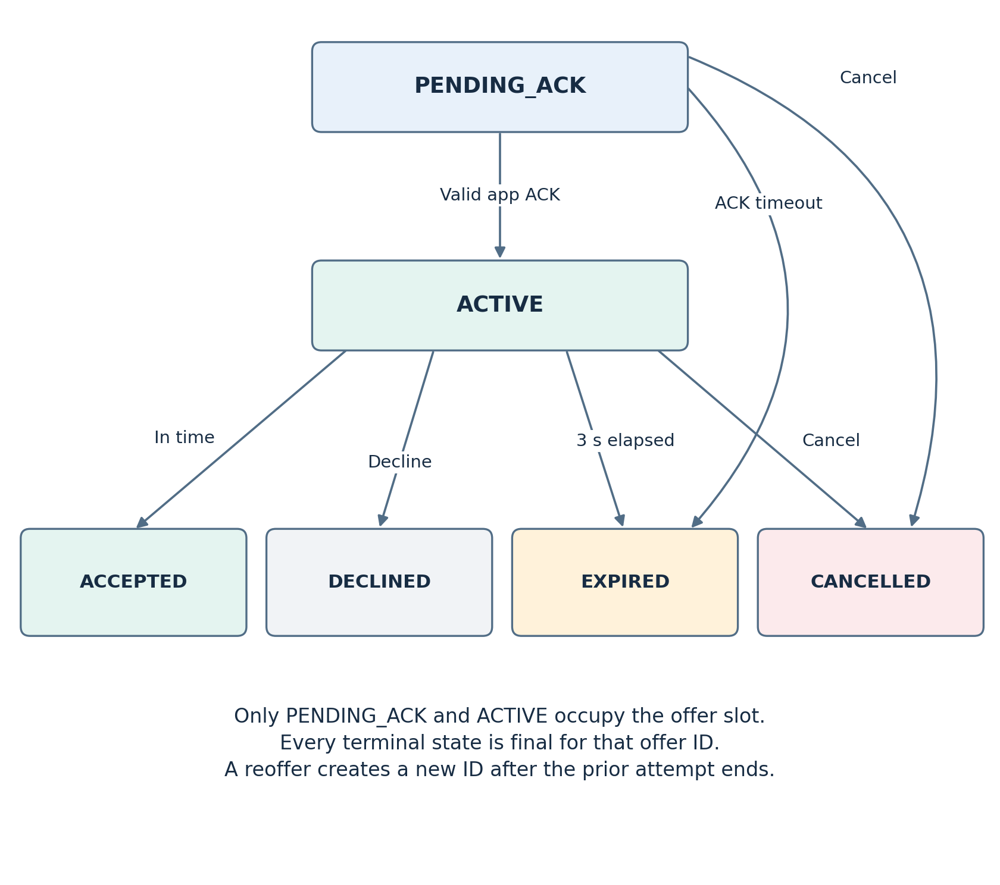 PENDING_ACK
Cancel
Valid app ACK
ACK timeout
ACTIVE
In time
Decline
3 s elapsed
Cancel
ACCEPTED
DECLINED
EXPIRED
CANCELLED
Only PENDING_ACK and ACTIVE occupy the offer slot.
Every terminal state is final for that offer ID.
A reoffer creates a new ID after the prior attempt ends.